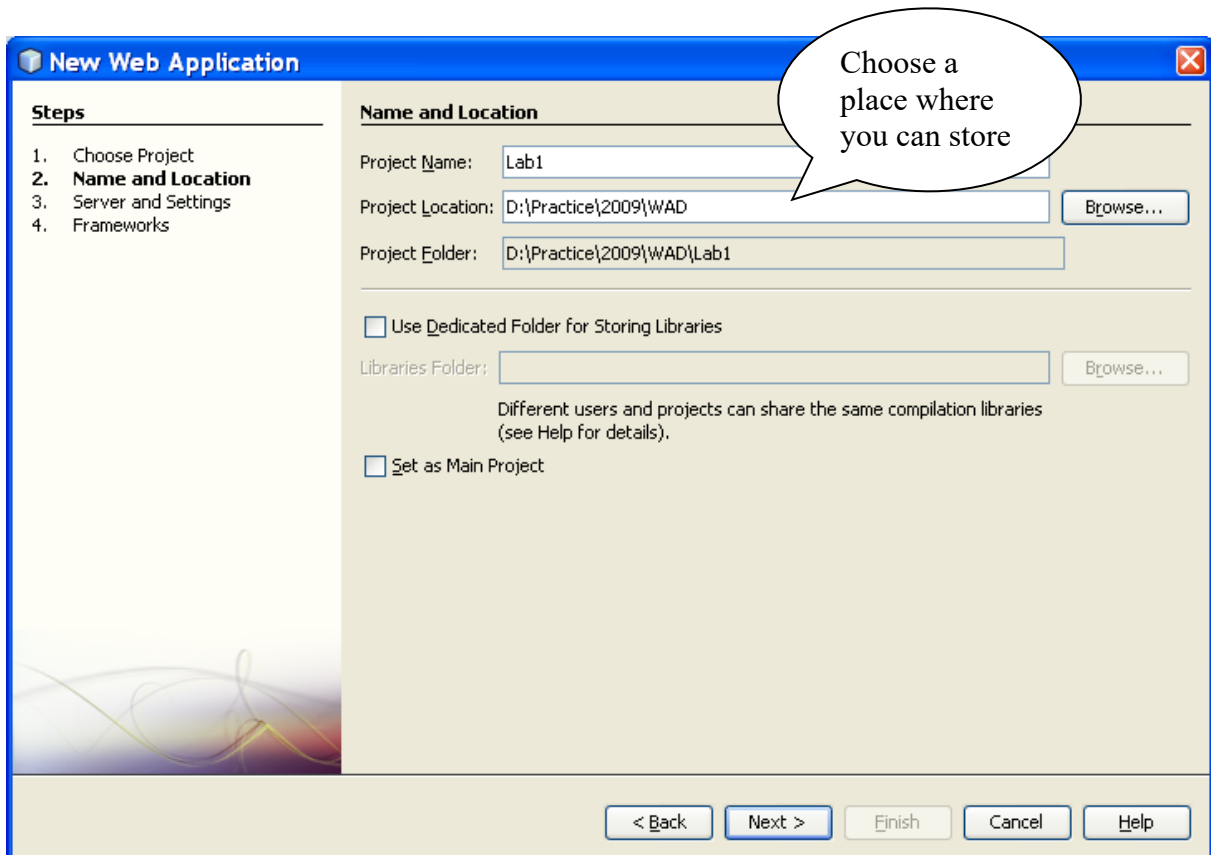 New Web Application
Choose a
place where
you can store
Steps
1. Choose Project
2. Name and Location
3. Server and Settings
4. Frameworks
Name and Location
Project Name: Lab1
Project Location: D:\Practice\2009\WAD Browse...
Project Folder: D:\Practice\2009\WAD\Lab1
Use Dedicated Folder for Storing Libraries
Libraries Folder: Browse...
Different users and projects can share the same compilation libraries
(see Help for details).
Set as Main Project
< Back Next > Finish Cancel Help